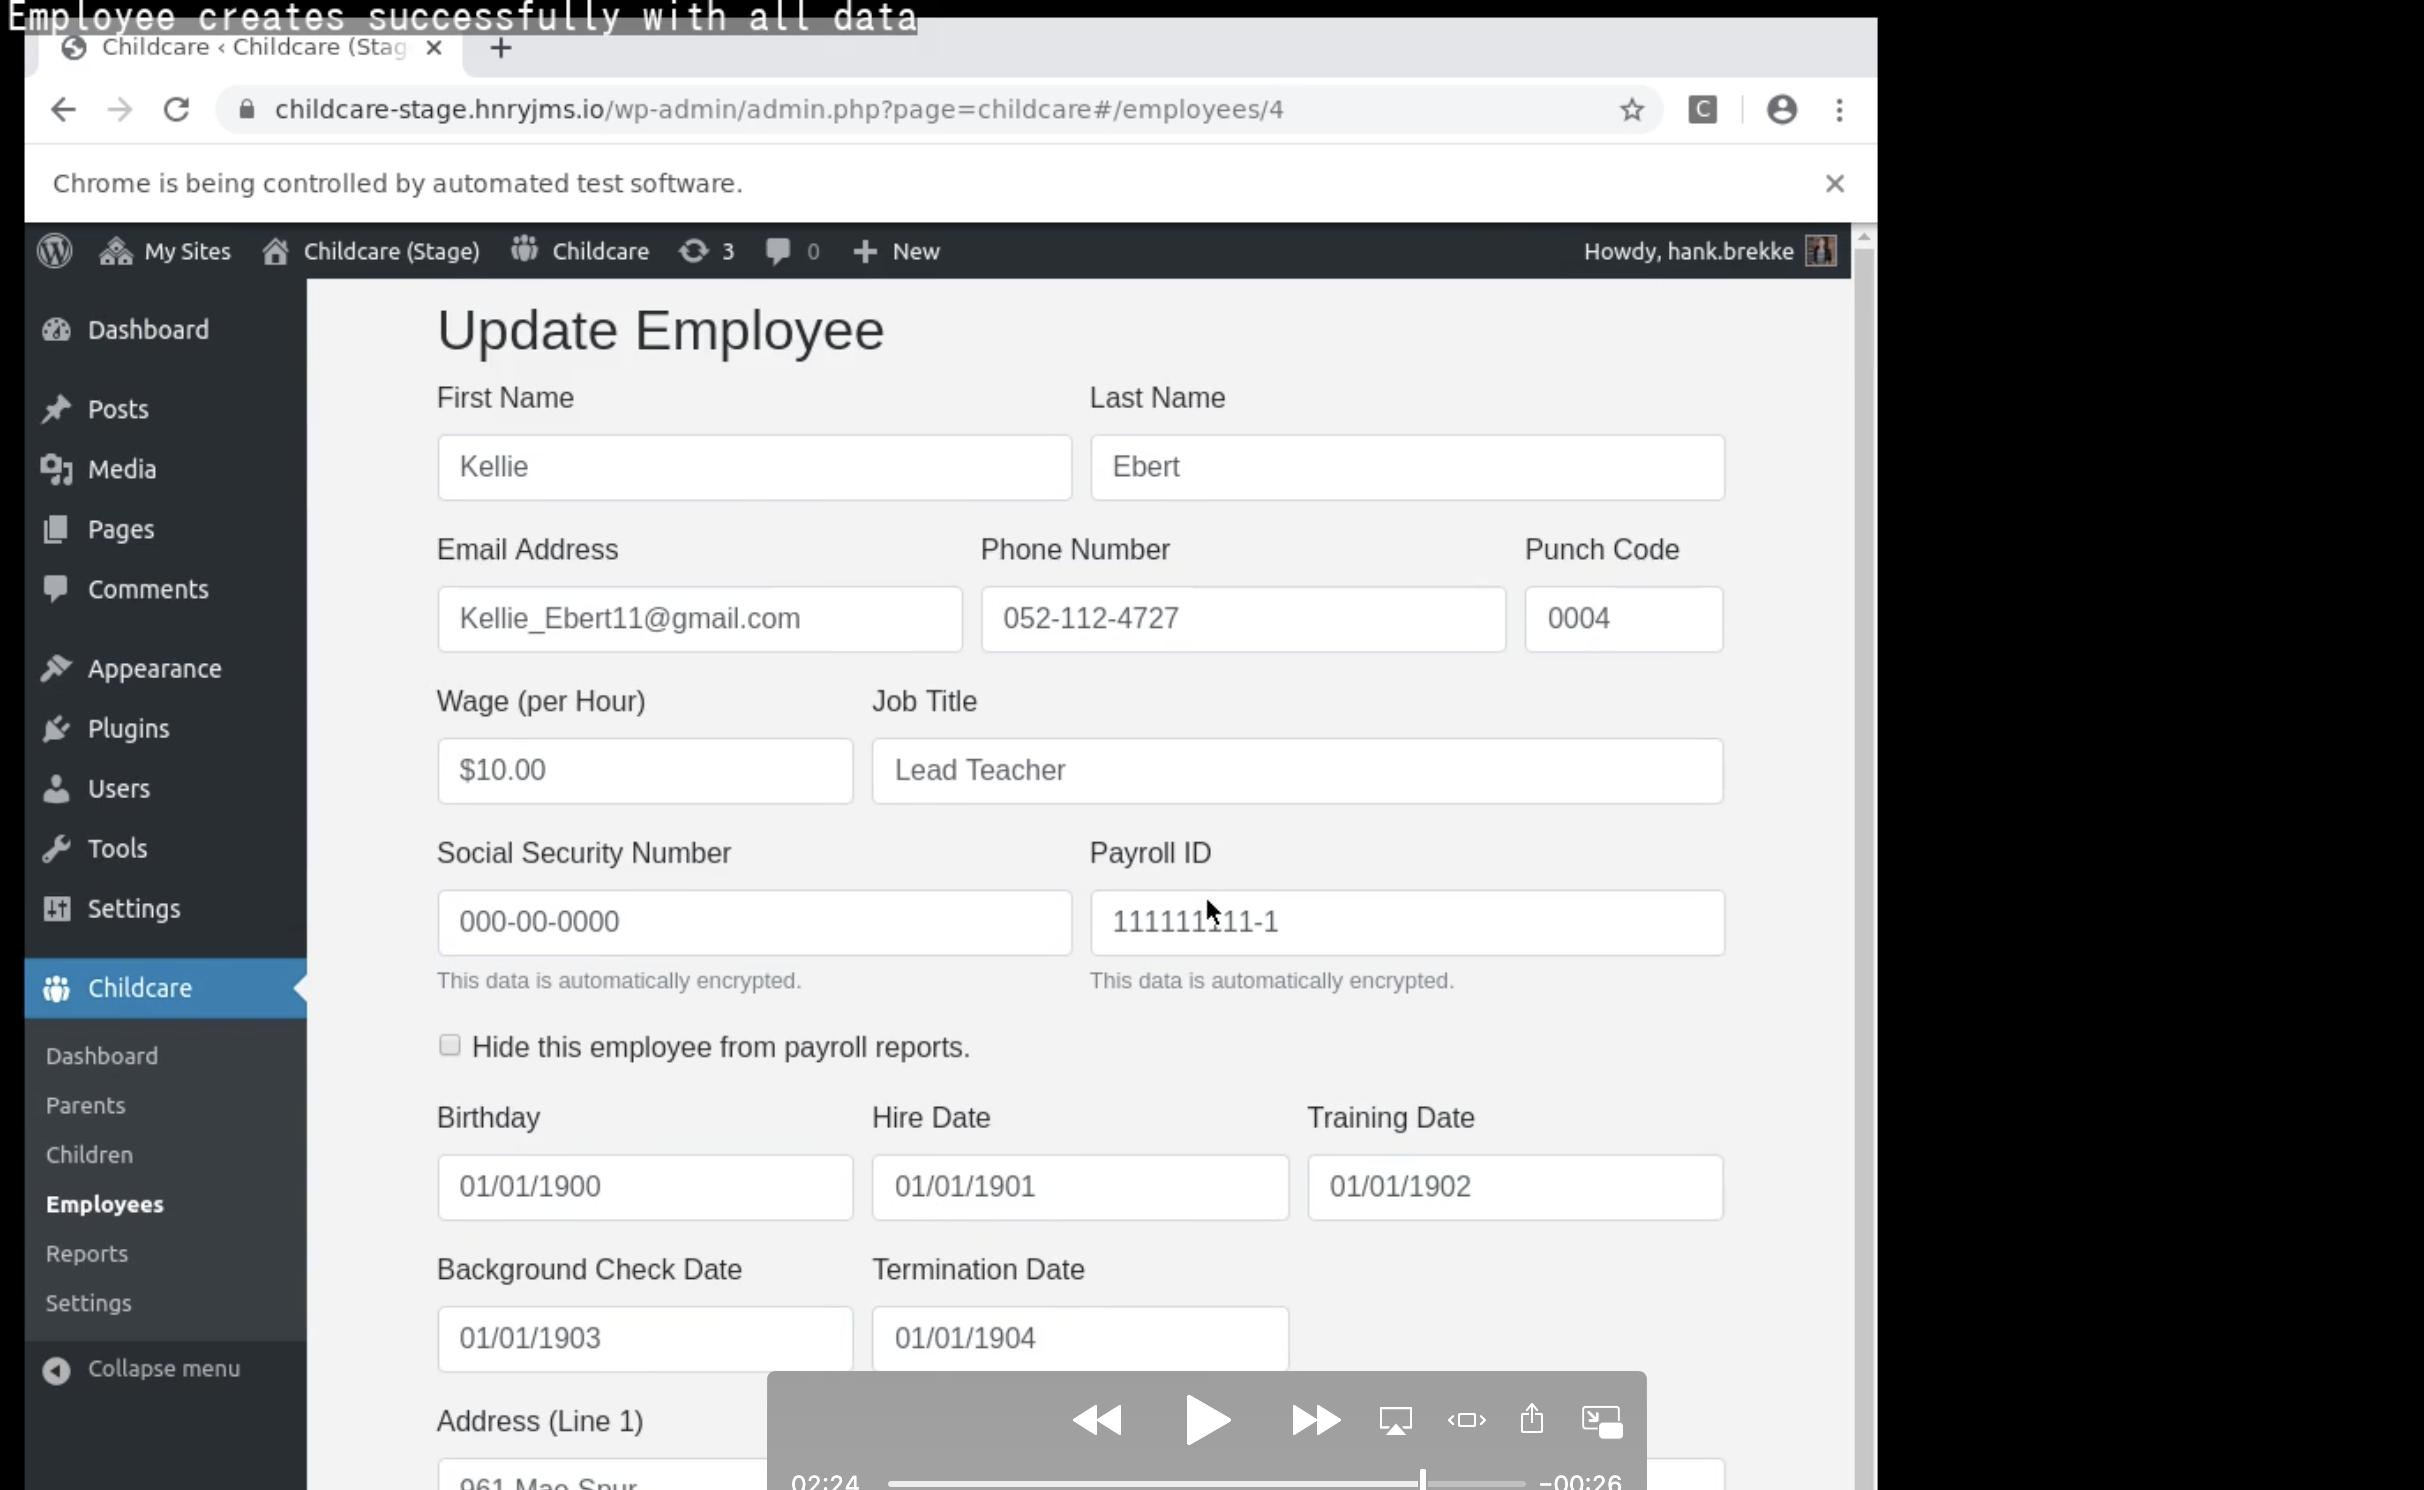 Employee creates successfully with all data
Childcare ‹ Childcare (Stag
childcare-stage.hnryjms.io/wp-admin/admin.php?page=childcare#/employees/4
C
Chrome is being controlled by automated test software.
My Sites Childcare (Stage) Childcare 3 0 New Howdy, hank.brekke
Dashboard
Posts
Media
Pages
Comments
Appearance
Plugins
Users
Tools
Settings
Childcare
Dashboard
Parents
Children
Employees
Reports
Settings
Collapse menu
Update Employee
First Name Last Name
Kellie Ebert
Email Address Phone Number Punch Code
Kellie_Ebert11@gmail.com 052-112-4727 0004
Wage (per Hour) Job Title
$10.00 Lead Teacher
Social Security Number Payroll ID
000-00-0000 111111111-1
This data is automatically encrypted. This data is automatically encrypted.
Hide this employee from payroll reports.
Birthday Hire Date Training Date
01/01/1900 01/01/1901 01/01/1902
Background Check Date Termination Date
01/01/1903 01/01/1904
Address (Line 1)
961 Mae Spur
02:24 -00:26